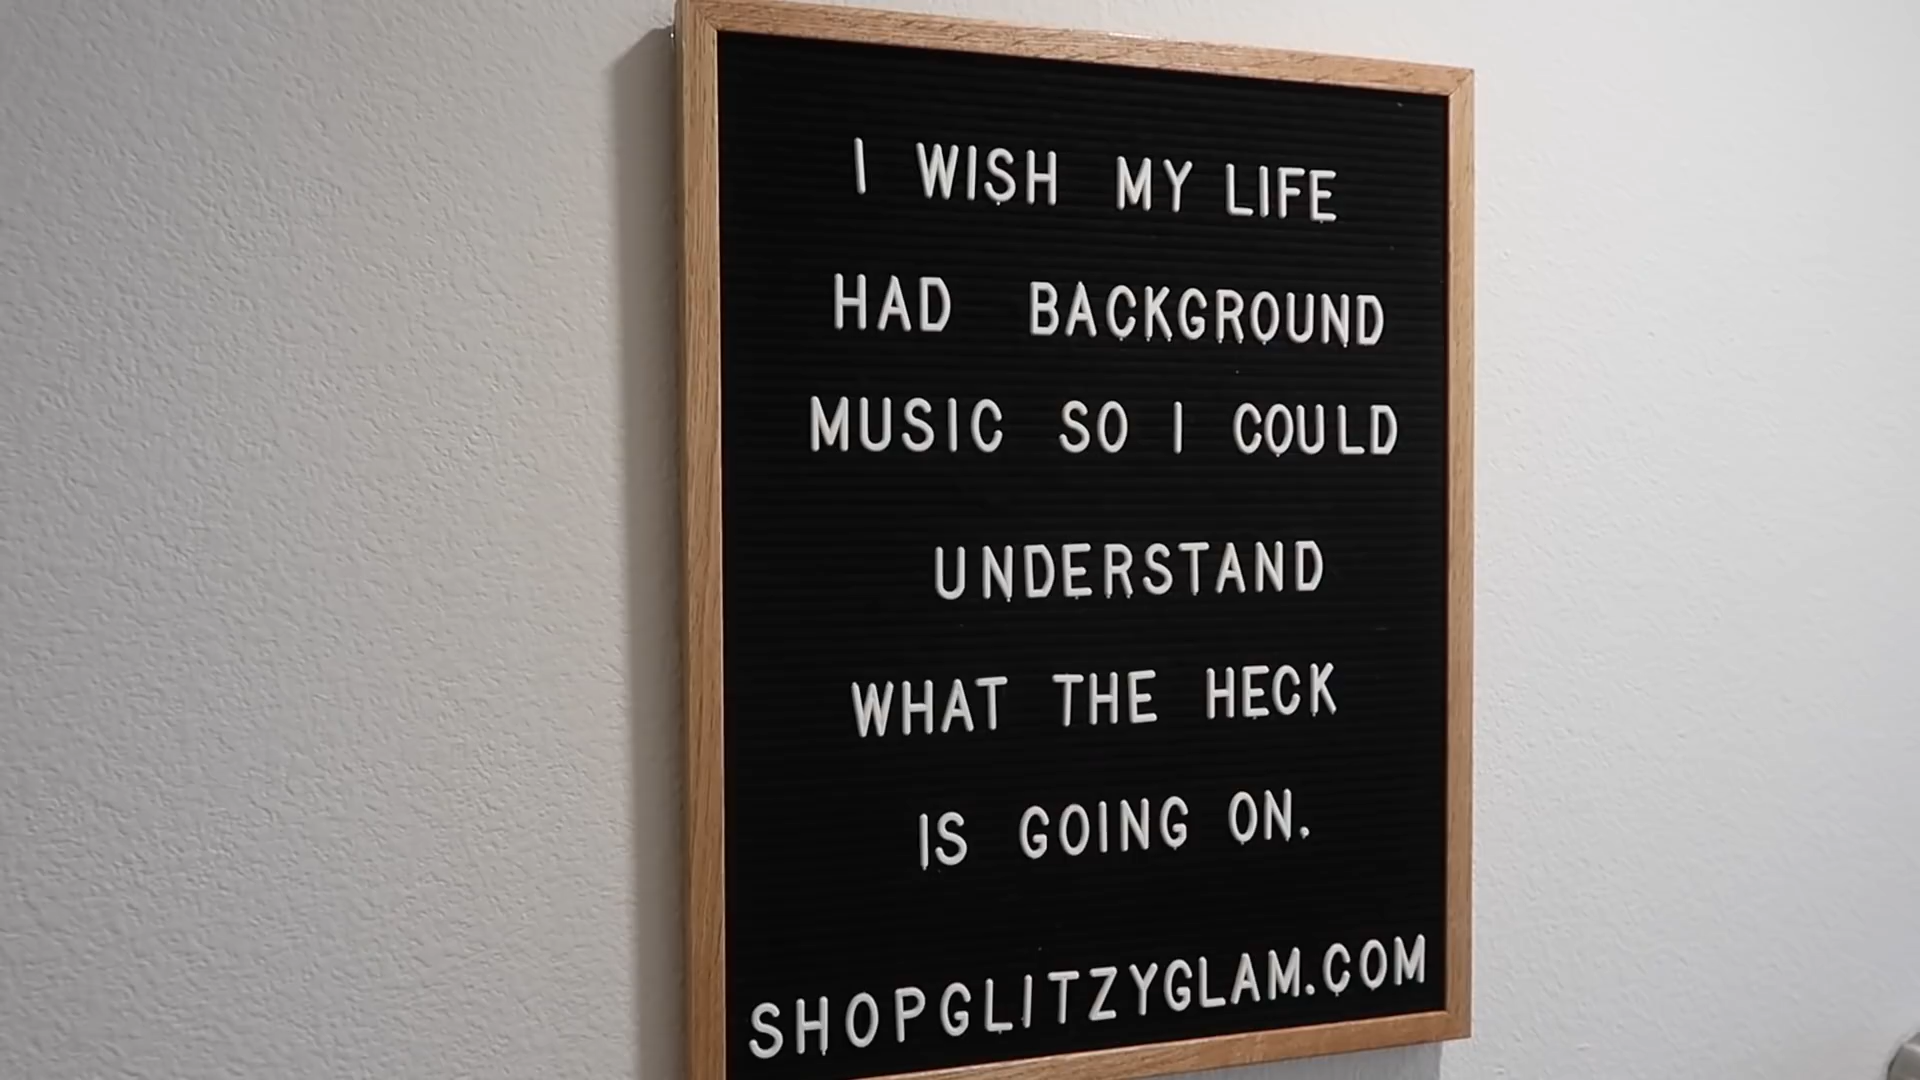 I WISH MY LIFE
HAD BACKGROUND
MUSIC SO I COULD
UNDERSTAND
WHAT THE HECK
IS GOING ON.
SHOPGLITZYGLAM.COM